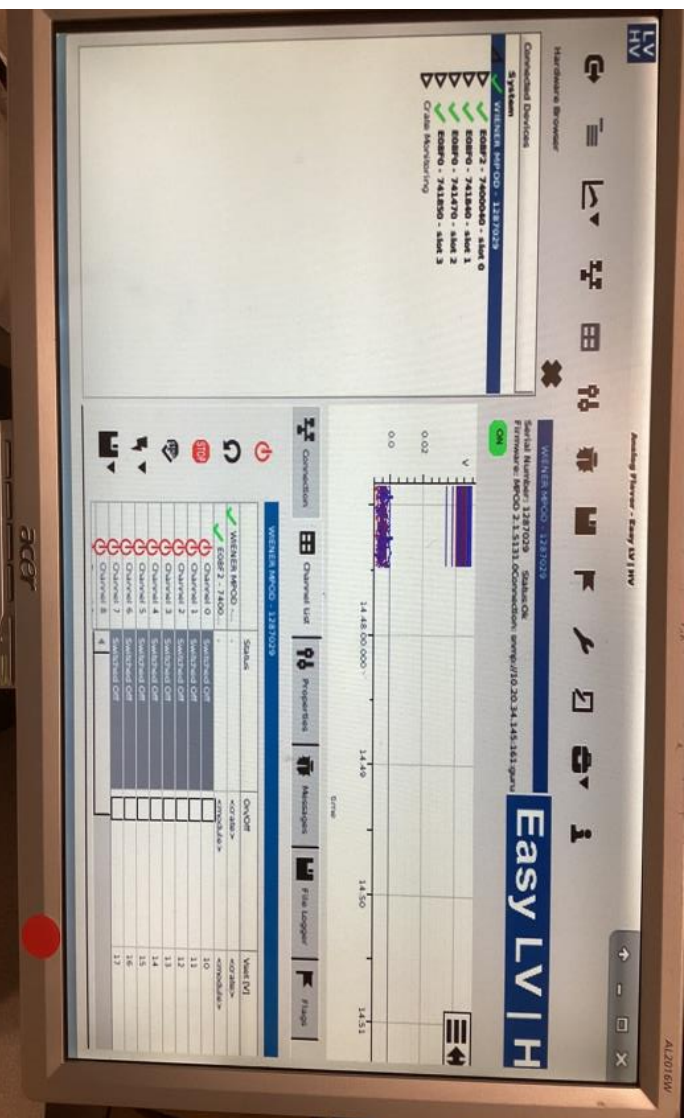 AL2016W
LV
HV
Analog Flavor - Easy LV | HV
Hardware Browser
Connected Devices
System
WIENER MPOD - 1287029
E08F2 - 7400040 - slot 0
E08F0 - 741840 - slot 1
E08F0 - 741470 - slot 2
E08F0 - 741850 - slot 3
Crate Monitoring
WIENER MPOD - 1287029
Serial Number: 1287029 Status:Ok
Easy LV | H
ON
V
0.02
0.0
14:48:00.000
14:49
14:50
14:51
time
Connection
Channel List
Properties
Messages
File Logger
Flags
WIENER MPOD - 1287029
Status
On/Off
Vset [V]
WIENER MPOD -...
<crate>
<crate>
E08F2 - 7400...
<module>
<module>
STOP
Channel 0 Switched Off 10
Channel 1 Switched Off 11
Channel 2 Switched Off 12
Channel 3 Switched Off 13
Channel 4 Switched Off 14
Channel 5 Switched Off 15
Channel 6 Switched Off 16
Channel 7 Switched Off 17
Channel 8
acer